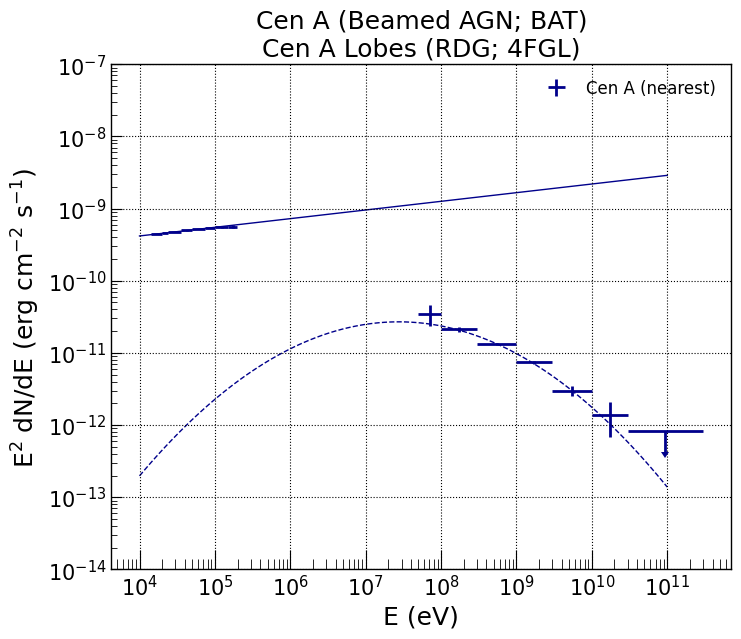 Cen A (Beamed AGN; BAT)
Cen A Lobes (RDG; 4FGL)
Cen A (nearest)
E² dN/dE (erg cm⁻² s⁻¹)
10⁻⁷
10⁻⁸
10⁻⁹
10⁻¹⁰
10⁻¹¹
10⁻¹²
10⁻¹³
10⁻¹⁴
10⁴ 10⁵ 10⁶ 10⁷ 10⁸ 10⁹ 10¹⁰ 10¹¹
E (eV)